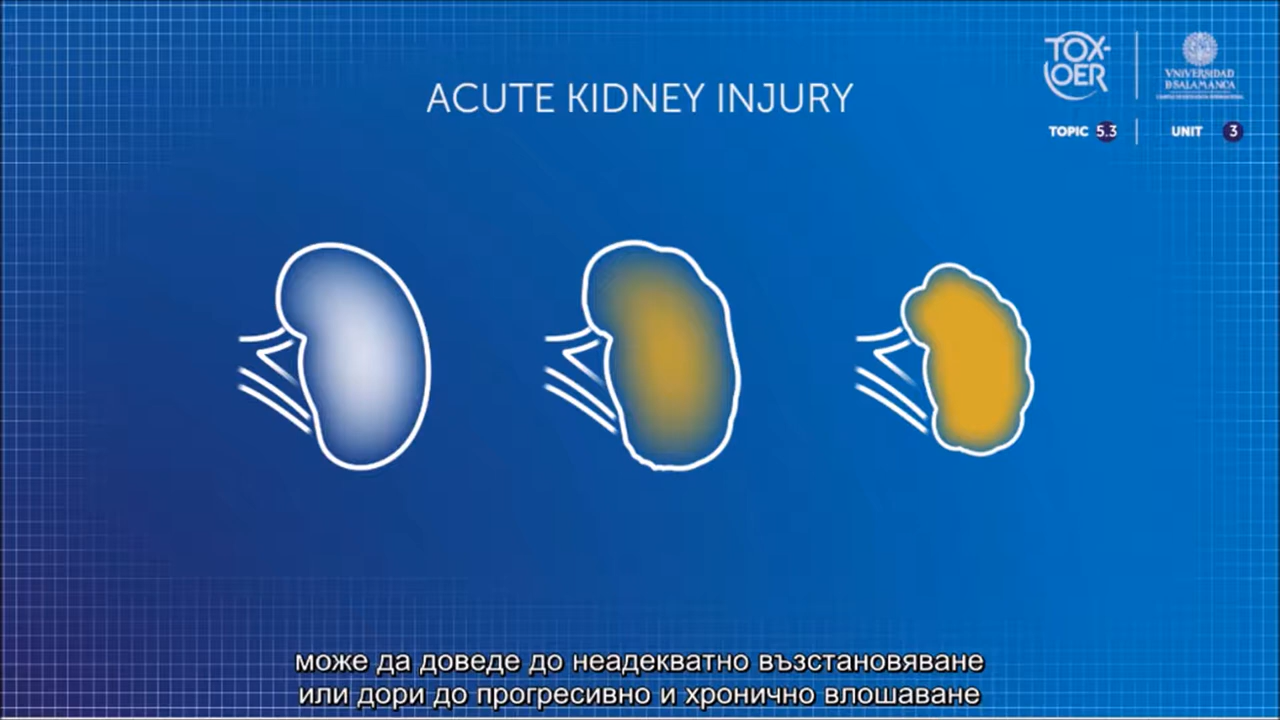 TOX-
OER
VNiVERSiDAD
D SALAMANCA
ACUTE KIDNEY INJURY
TOPIC 5.3
UNIT 3
може да доведе до неадекватно възстановяване
или дори до прогресивно и хронично влошаване